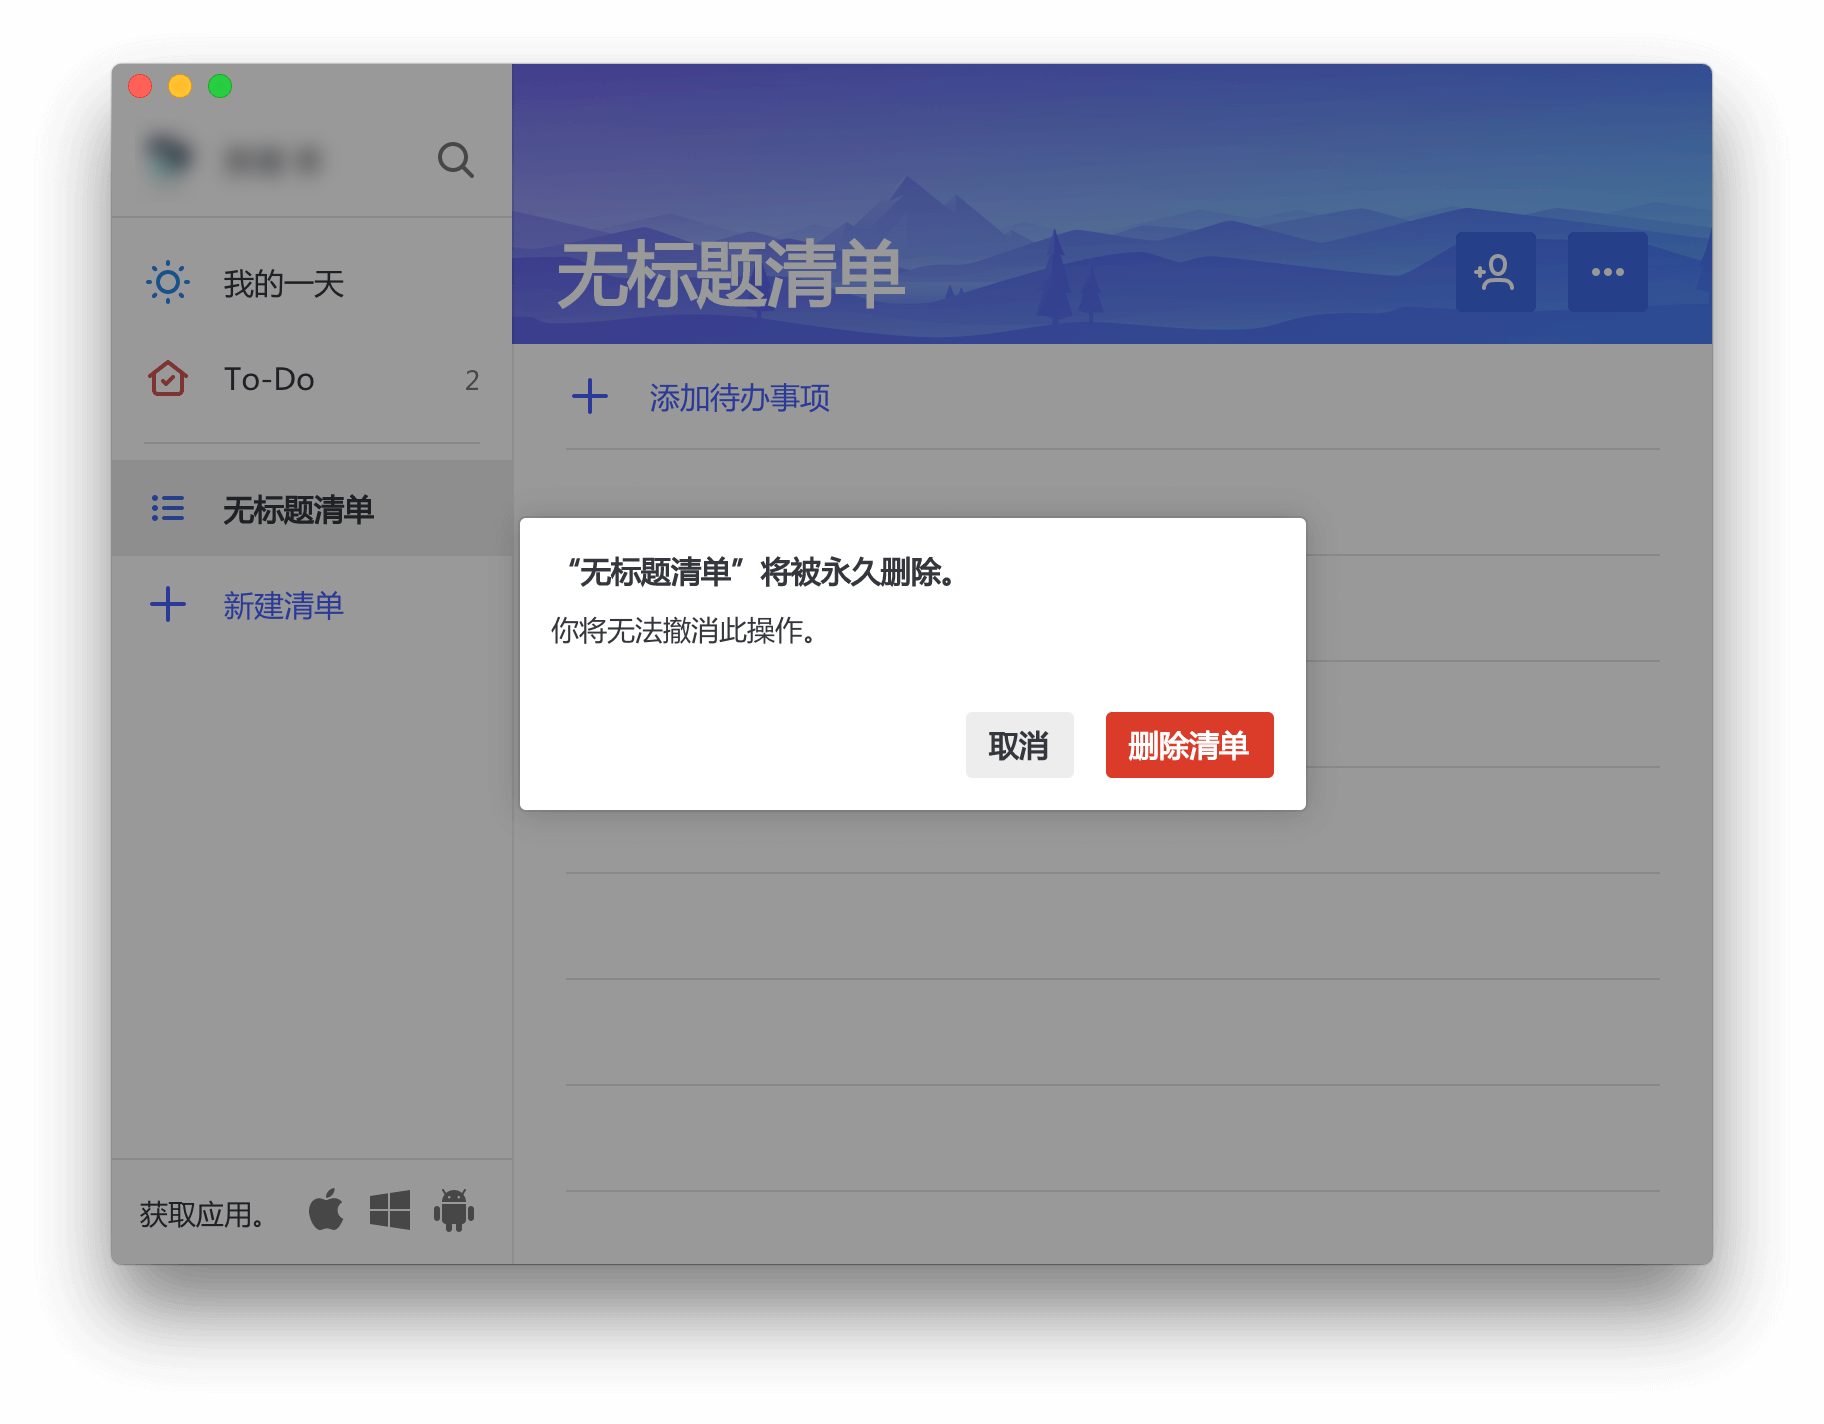 我的一天
To-Do 2
无标题清单
新建清单
获取应用。
无标题清单
添加待办事项
“无标题清单”将被永久删除。
你将无法撤消此操作。
取消
删除清单